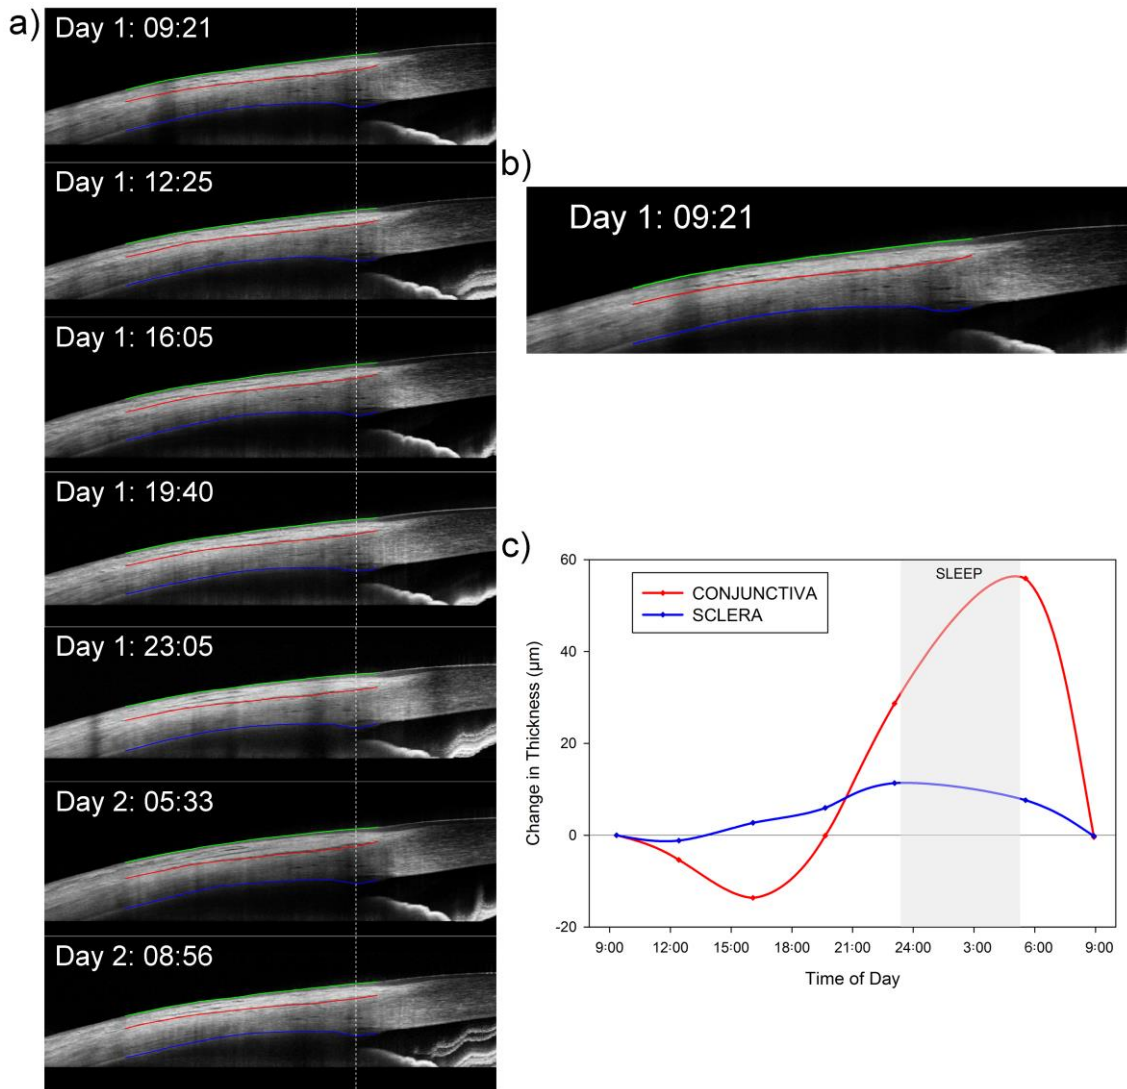 a)
Day 1: 09:21
Day 1: 12:25
Day 1: 16:05
Day 1: 19:40
Day 1: 23:05
Day 2: 05:33
Day 2: 08:56
b)
Day 1: 09:21
c)
60
40
20
0
-20
Change in Thickness (µm)
SLEEP
CONJUNCTIVA
SCLERA
9:00 12:00 15:00 18:00 21:00 24:00 3:00 6:00 9:00
Time of Day